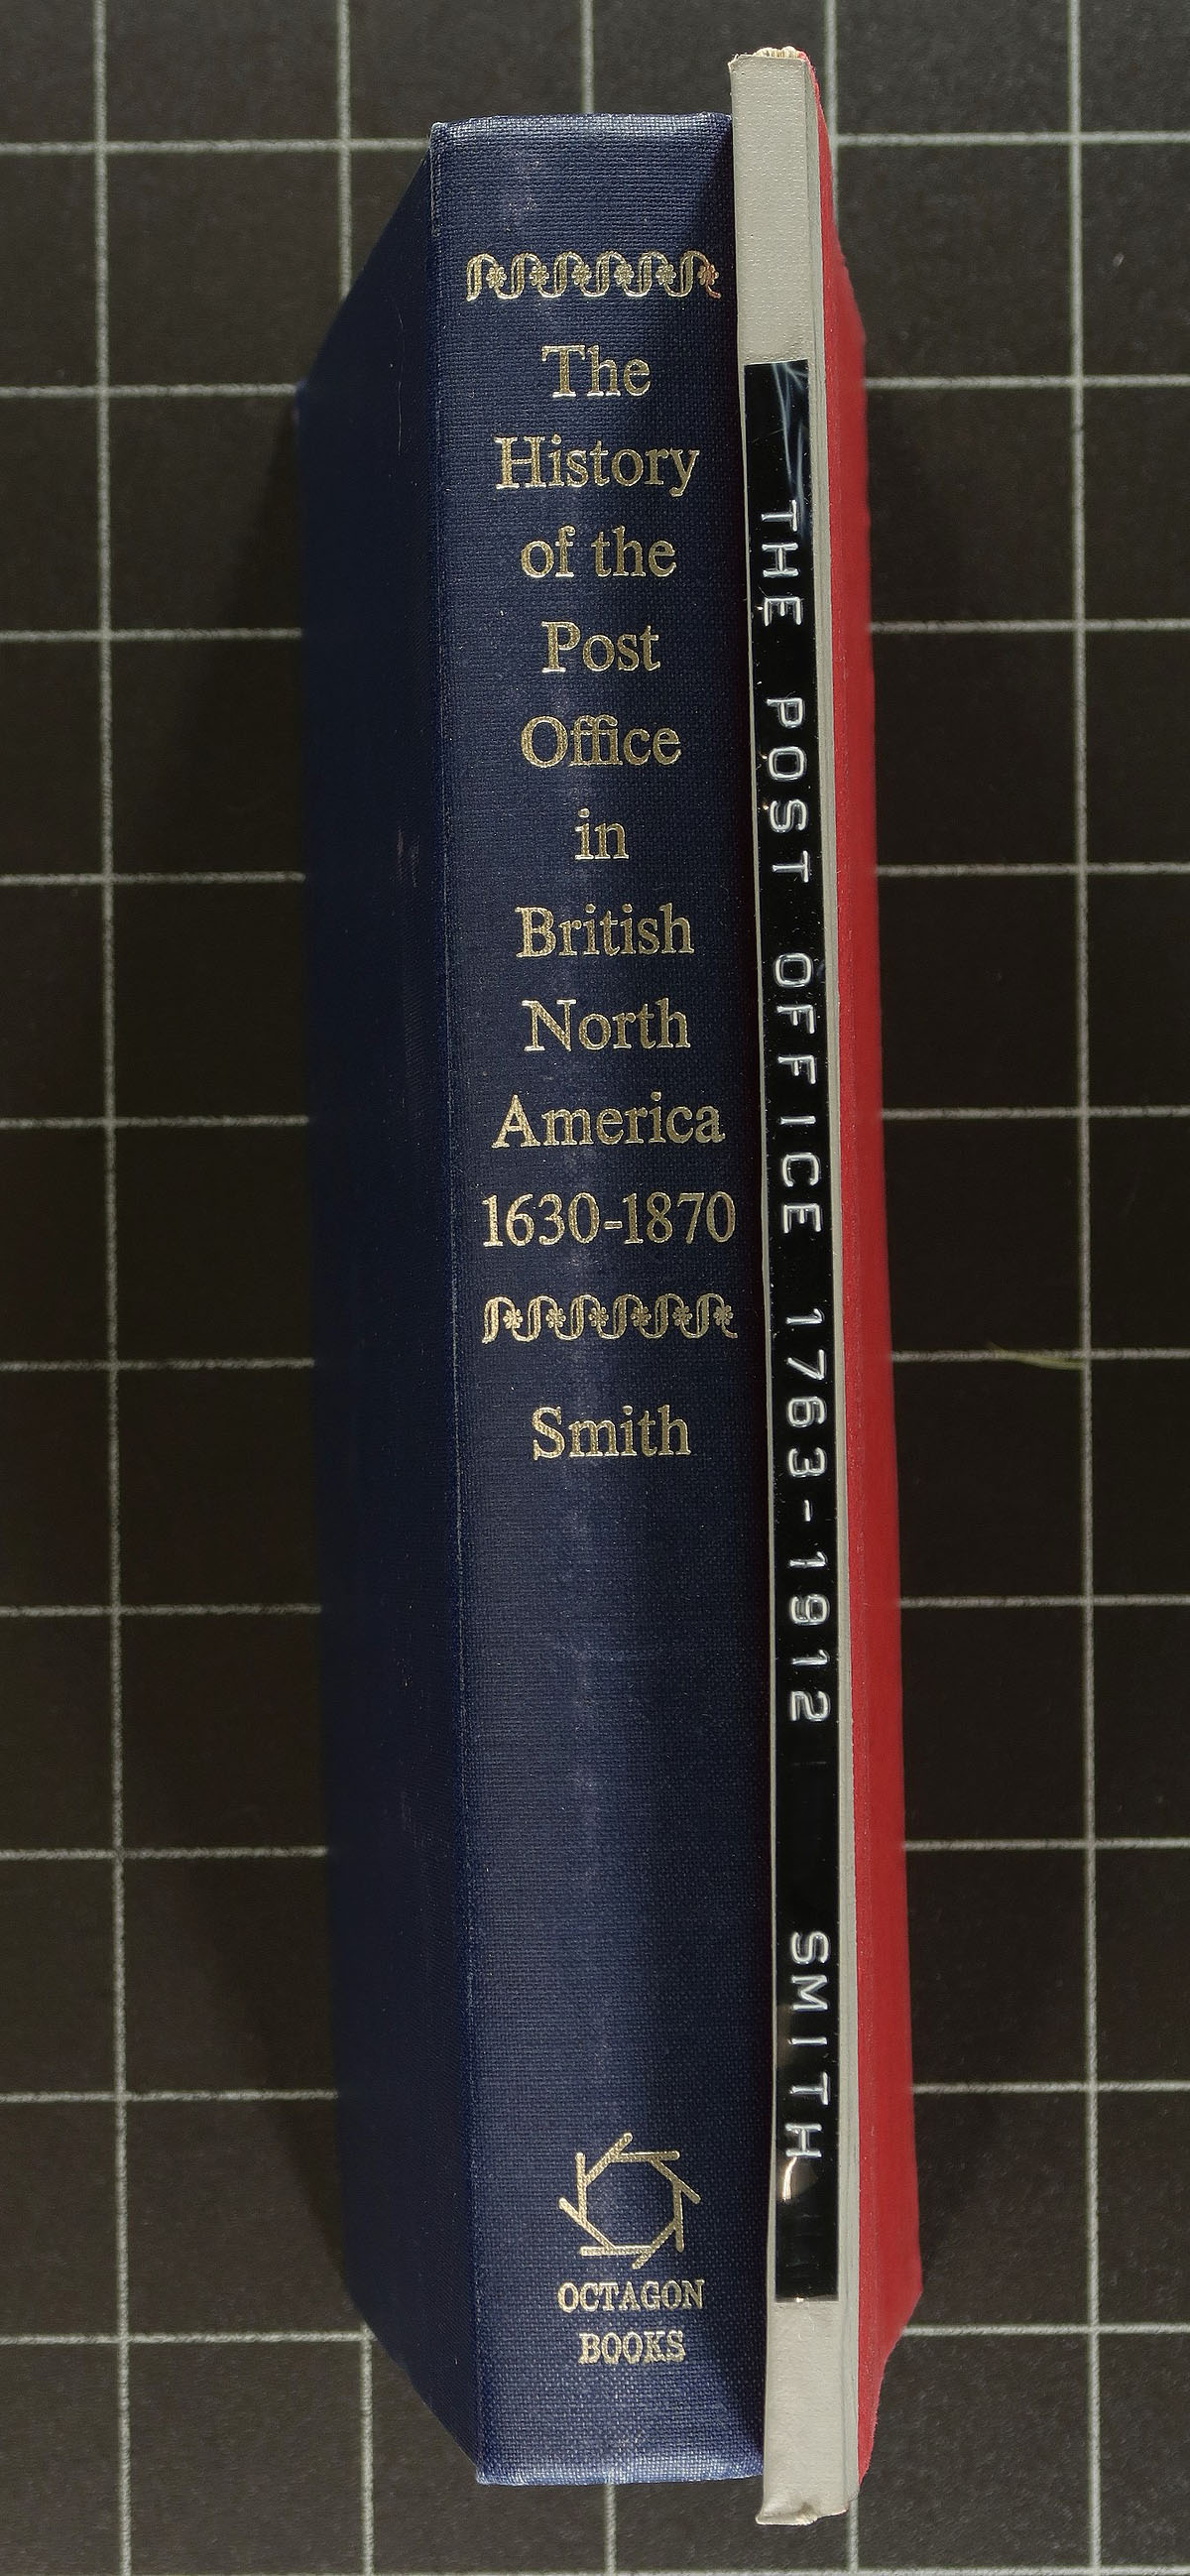 The
History
of the
Post
Office
in
British
North
America
1630-1870
Smith
OCTAGON
BOOKS
THE POST OFFICE 1763-1912 SMITH